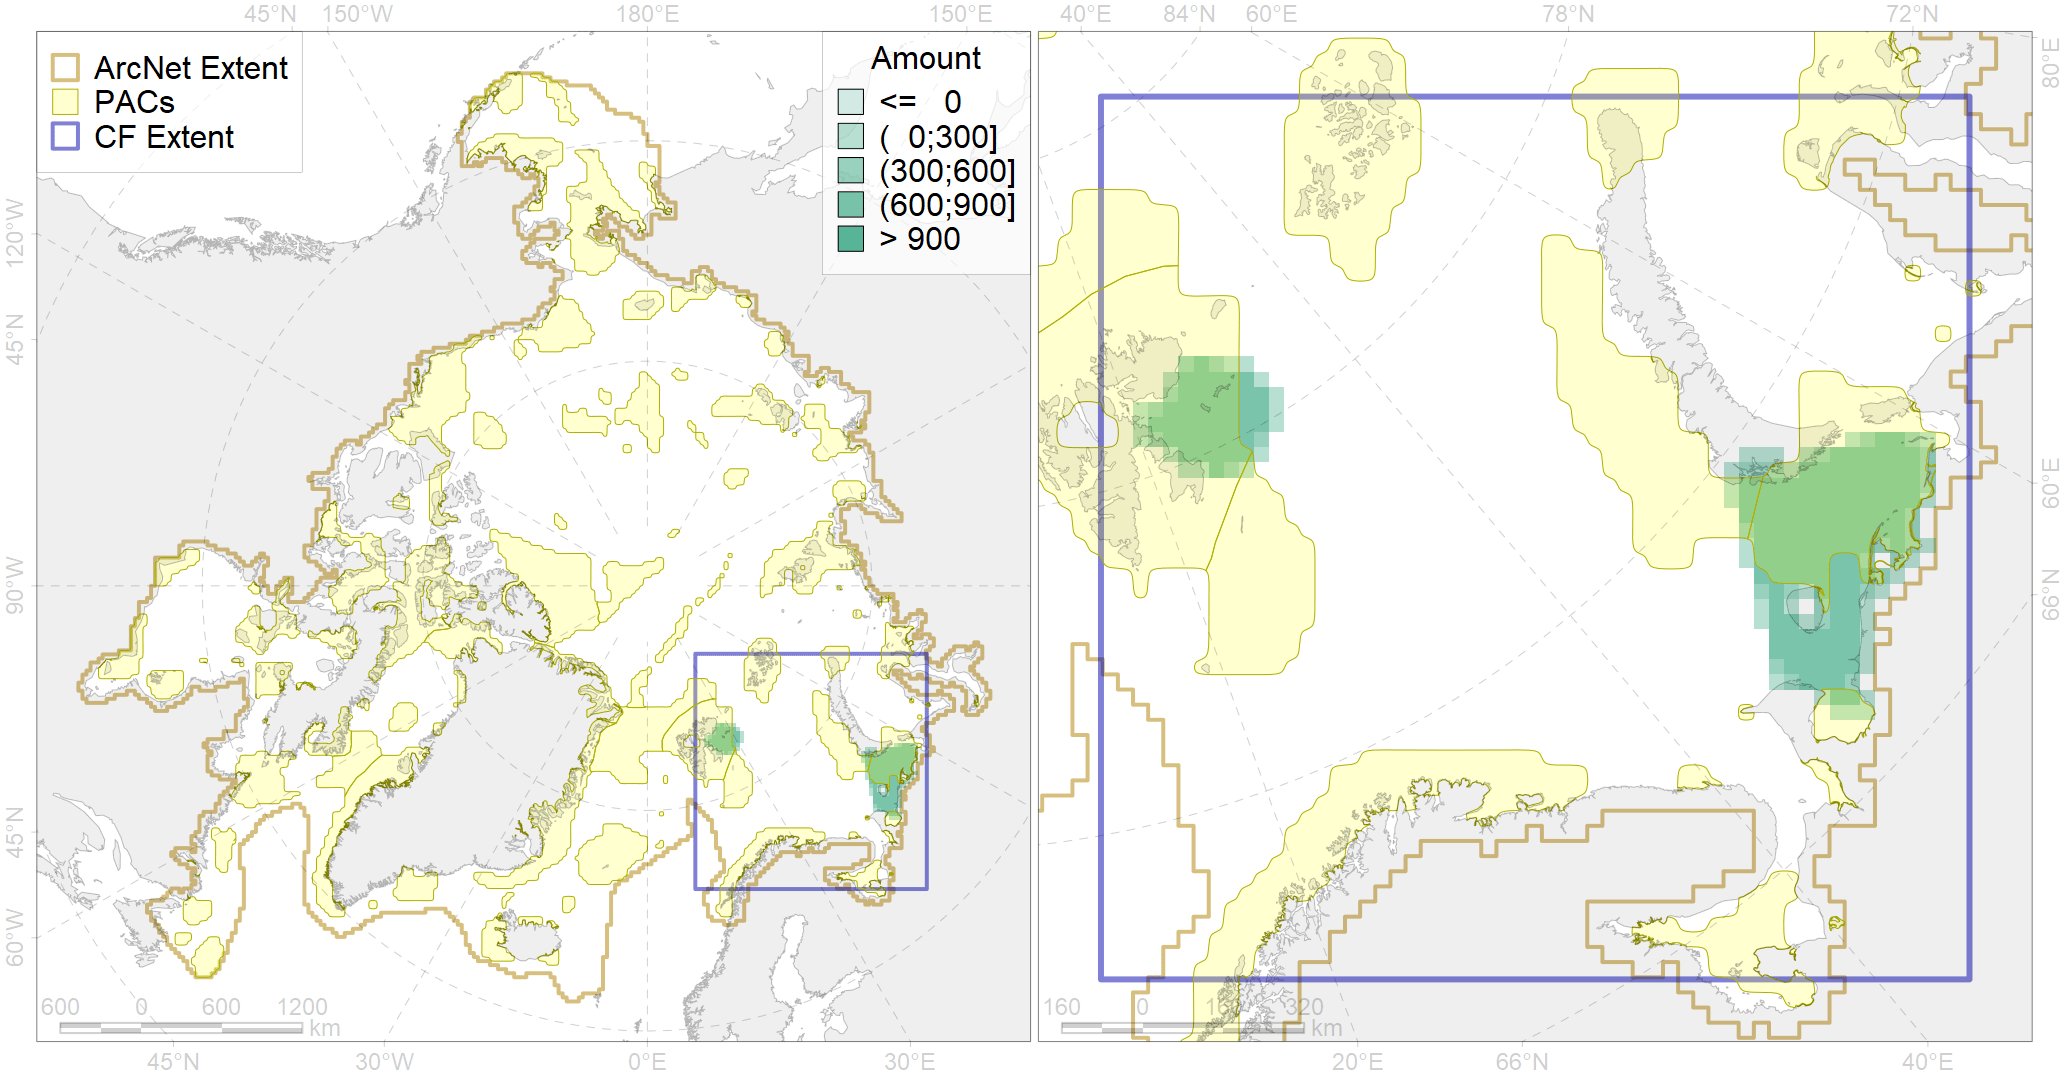 45°N 150°W 180°E 150°E 40°E 84°N 60°E 78°N 72°N
ArcNet Extent
PACs
CF Extent
Amount
<= 0
( 0;300]
(300;600]
(600;900]
> 900
120°W
45°N
90°W
45°N
60°W
80°E
60°E
66°N
600 0 600 1200
km
160 0 320
km
45°N 30°W 0°E 30°E 20°E 66°N 40°E